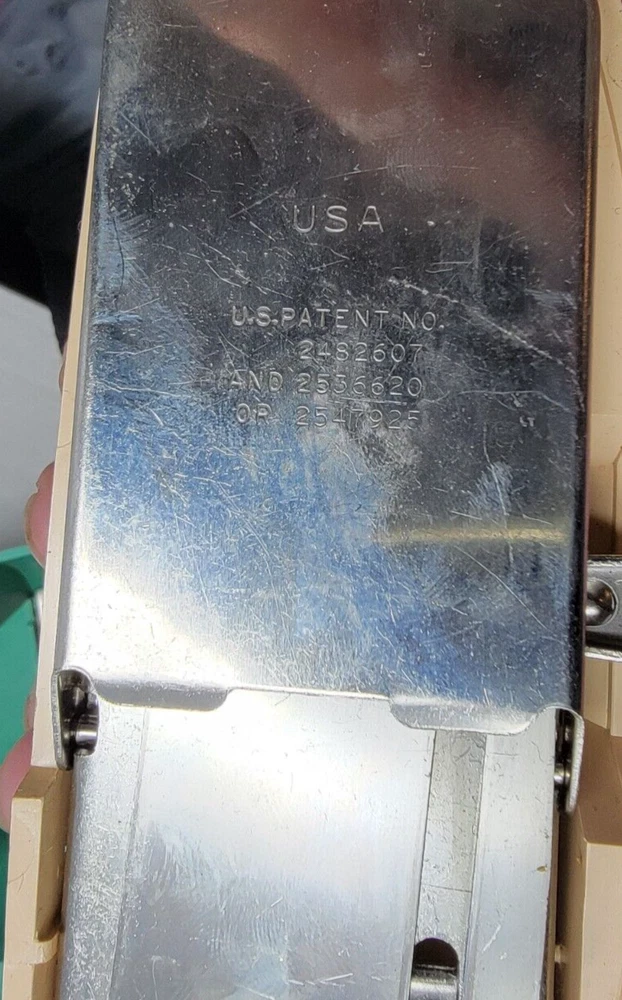 USA
U.S.PATENT NO.
2482607
AND 2536620
OR 2547925